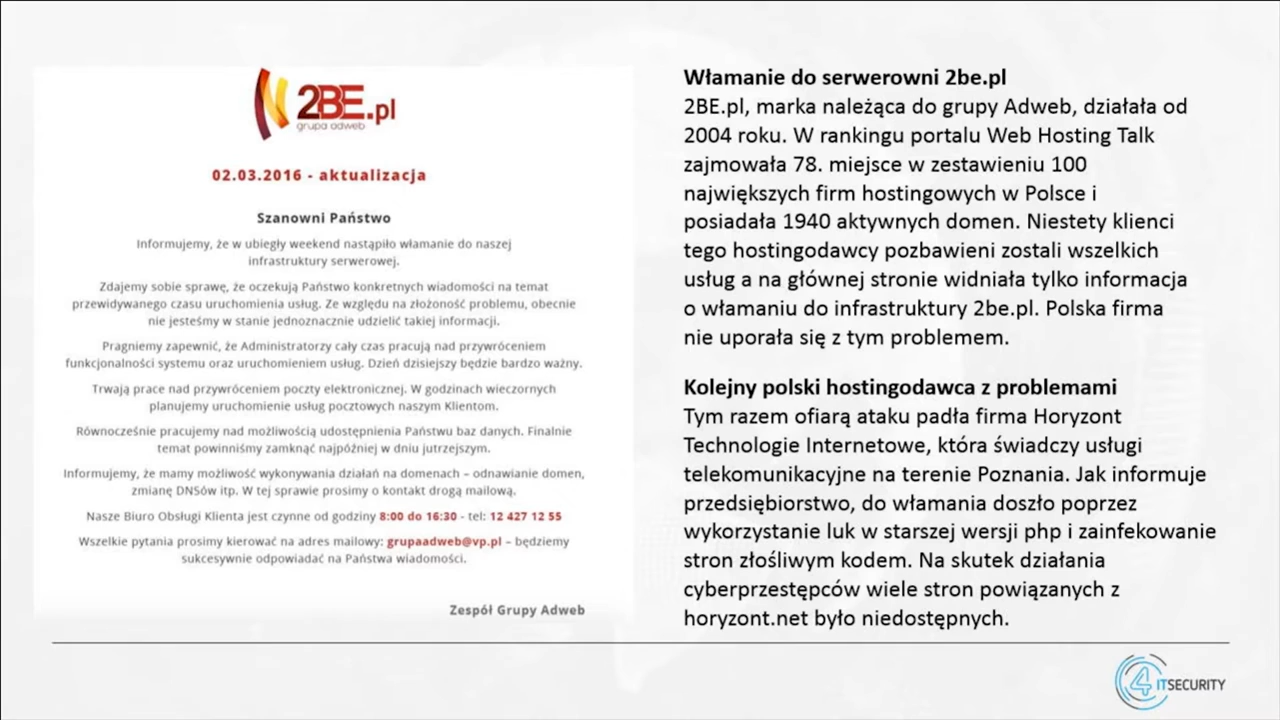 2BE.pl
grupa adweb
02.03.2016 - aktualizacja
Szanowni Państwo
Informujemy, że w ubiegły weekend nastąpiło włamanie do naszej
infrastruktury serwerowej.
Zdajemy sobie sprawę, że oczekują Państwo konkretnych wiadomości na temat
przewidywanego czasu uruchomienia usług. Ze względu na złożoność problemu, obecnie
nie jesteśmy w stanie jednoznacznie udzielić takiej informacji.
Pragniemy zapewnić, że Administratorzy cały czas pracują nad przywróceniem
funkcjonalności systemu oraz uruchomieniem usług. Dzień dzisiejszy będzie bardzo ważny.
Trwają prace nad przywróceniem poczty elektronicznej. W godzinach wieczornych
planujemy uruchomienie usług pocztowych naszym Klientom.
Równocześnie pracujemy nad możliwością udostępnienia Państwu baz danych. Finalnie
temat powinniśmy zamknąć najpóźniej w dniu jutrzejszym.
Informujemy, że mamy możliwość wykonywania działań na domenach – odnawianie domen,
zmianę DNSów itp. W tej sprawie prosimy o kontakt drogą mailową.
Nasze Biuro Obsługi Klienta jest czynne od godziny 8:00 do 16:30 - tel: 12 427 12 55
Wszelkie pytania prosimy kierować na adres mailowy: grupaadweb@vp.pl – będziemy
sukcesywnie odpowiadać na Państwa wiadomości.
Zespół Grupy Adweb
Włamanie do serwerowni 2be.pl
2BE.pl, marka należąca do grupy Adweb, działała od
2004 roku. W rankingu portalu Web Hosting Talk
zajmowała 78. miejsce w zestawieniu 100
największych firm hostingowych w Polsce i
posiadała 1940 aktywnych domen. Niestety klienci
tego hostingodawcy pozbawieni zostali wszelkich
usług a na głównej stronie widniała tylko informacja
o włamaniu do infrastruktury 2be.pl. Polska firma
nie uporała się z tym problemem.
Kolejny polski hostingodawca z problemami
Tym razem ofiarą ataku padła firma Horyzont
Technologie Internetowe, która świadczy usługi
telekomunikacyjne na terenie Poznania. Jak informuje
przedsiębiorstwo, do włamania doszło poprzez
wykorzystanie luk w starszej wersji php i zainfekowanie
stron złośliwym kodem. Na skutek działania
cyberprzestępców wiele stron powiązanych z
horyzont.net było niedostępnych.
4 ITSECURITY